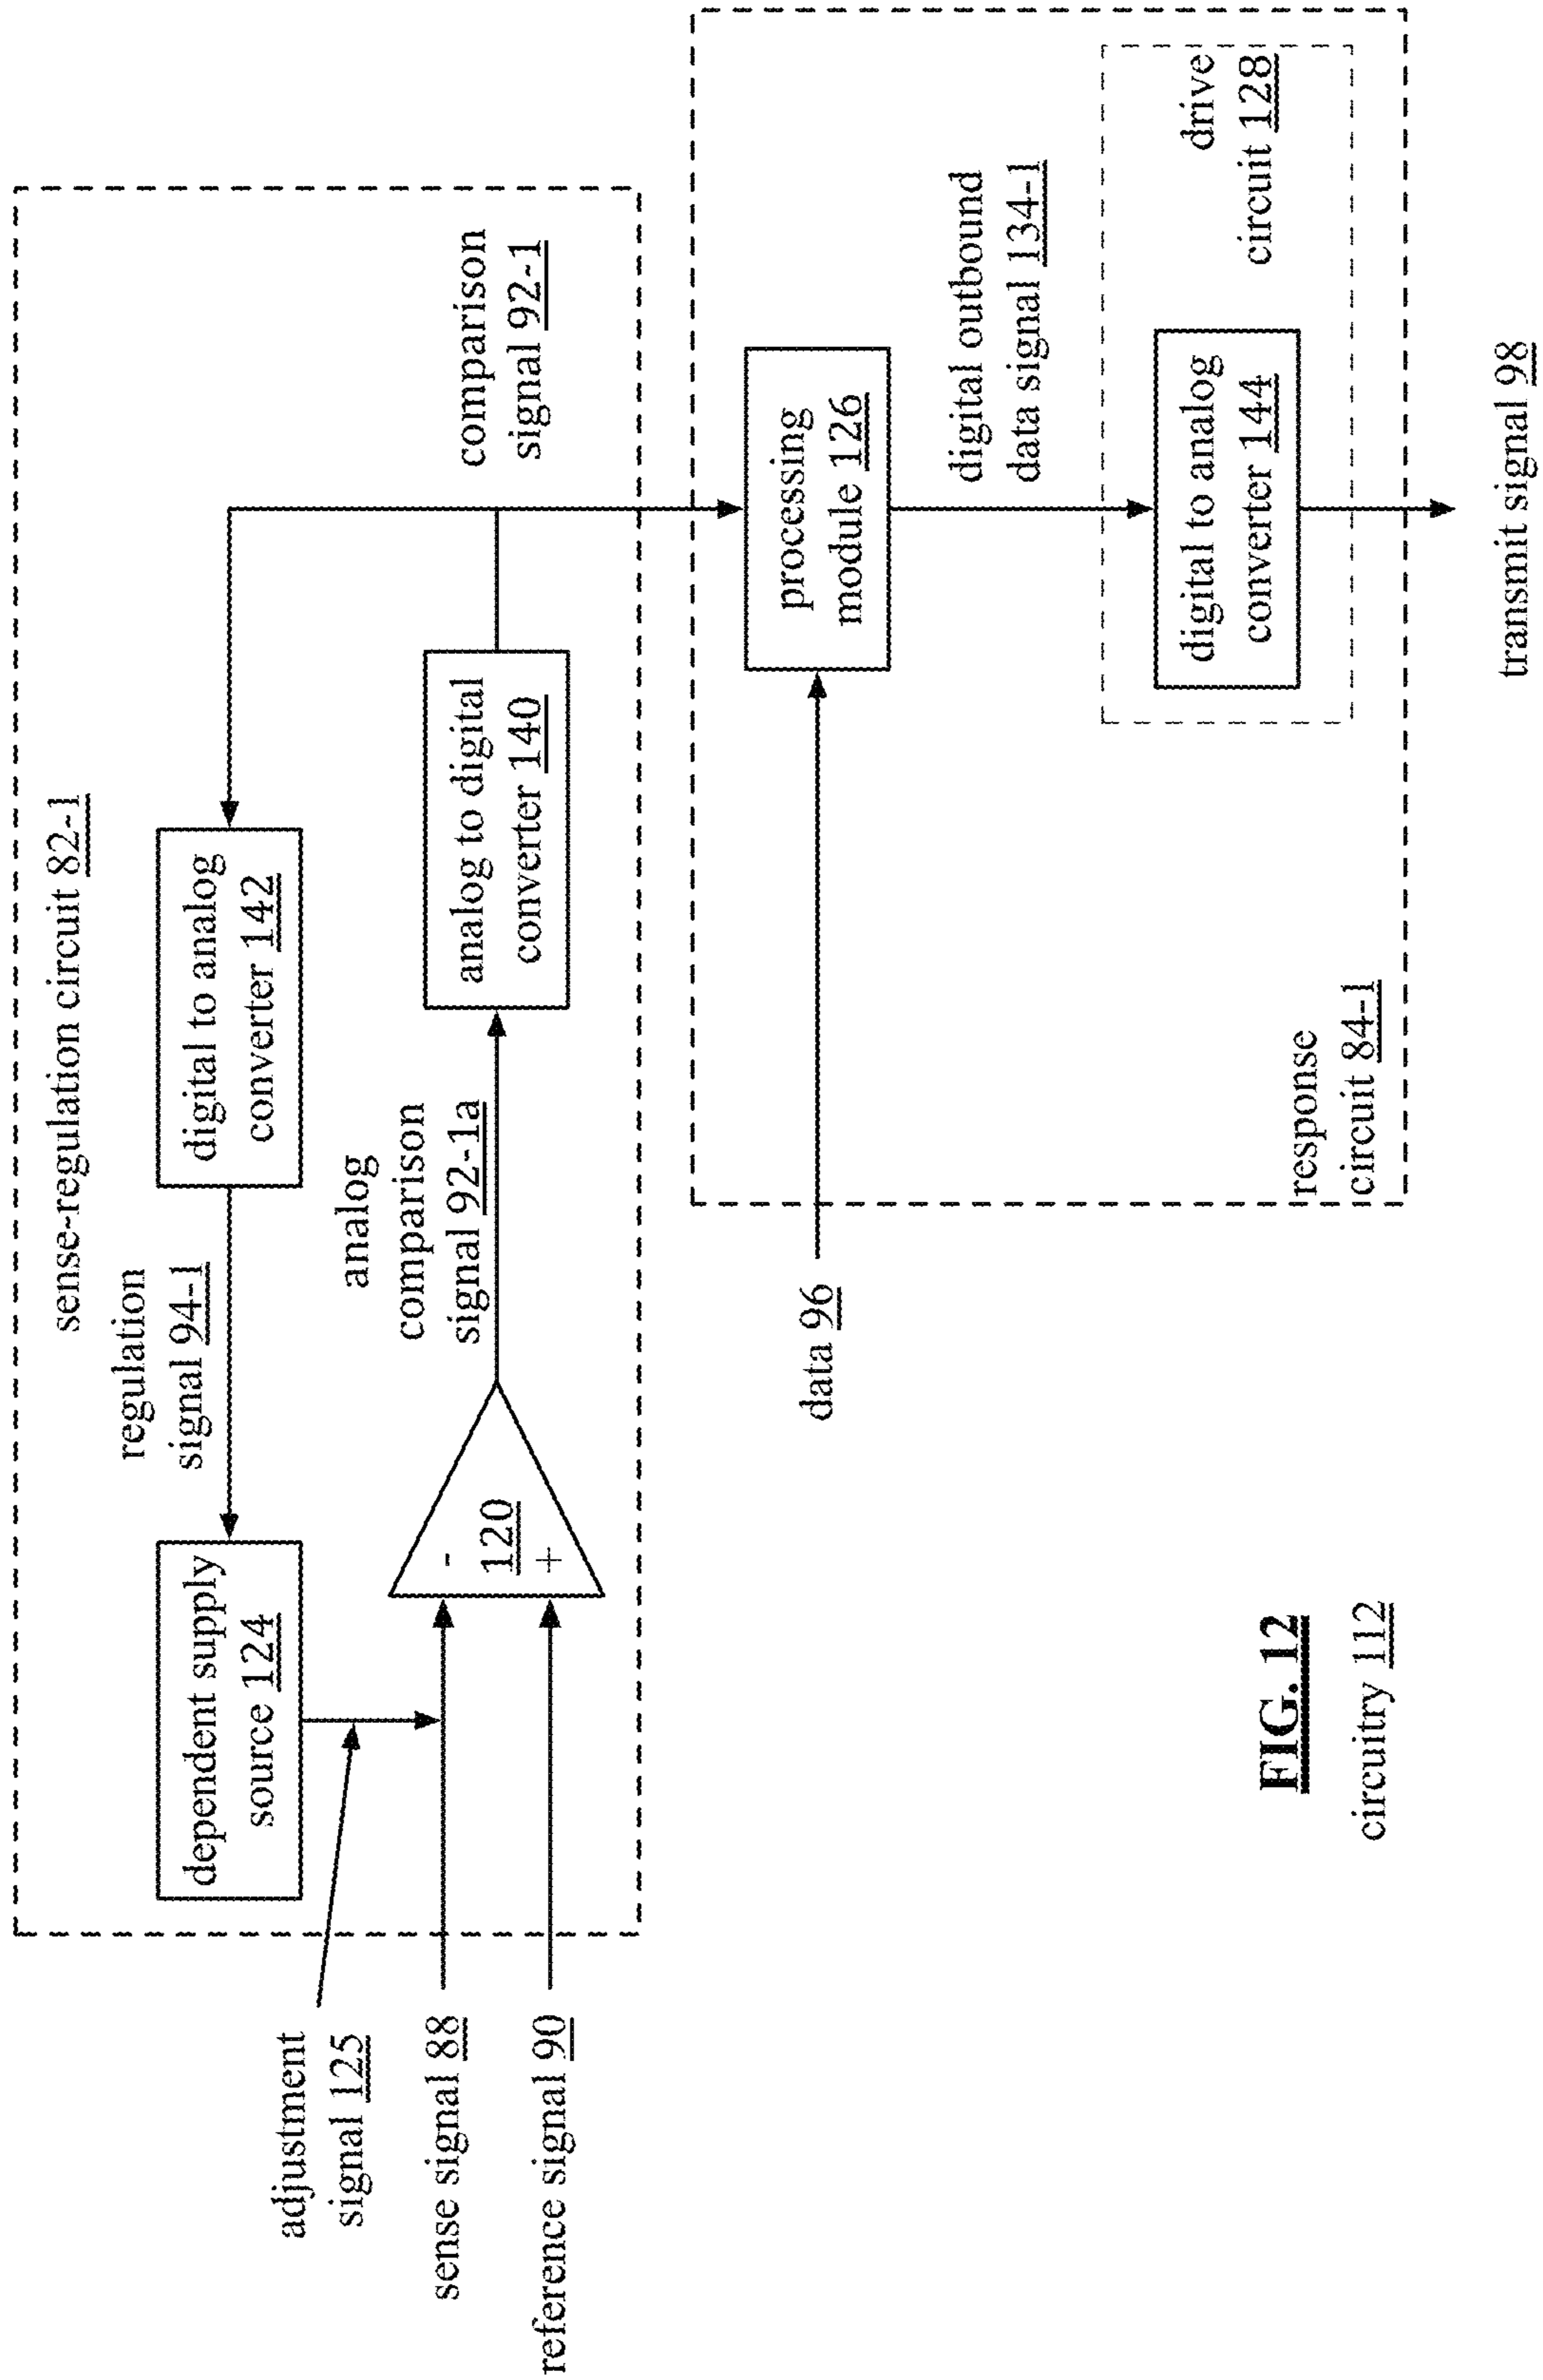 sense-regulation circuit 82-1
regulation
signal 94-1
dependent supply
source 124
digital to analog
converter 142
adjustment
signal 125
analog
comparison
signal 92-1a
comparison
signal 92-1
sense signal 88
reference signal 90
-
120
+
analog to digital
converter 140
data 96
processing
module 126
digital outbound
data signal 134-1
drive
circuit 128
digital to analog
converter 144
response
circuit 84-1
transmit signal 98
FIG. 12
circuitry 112